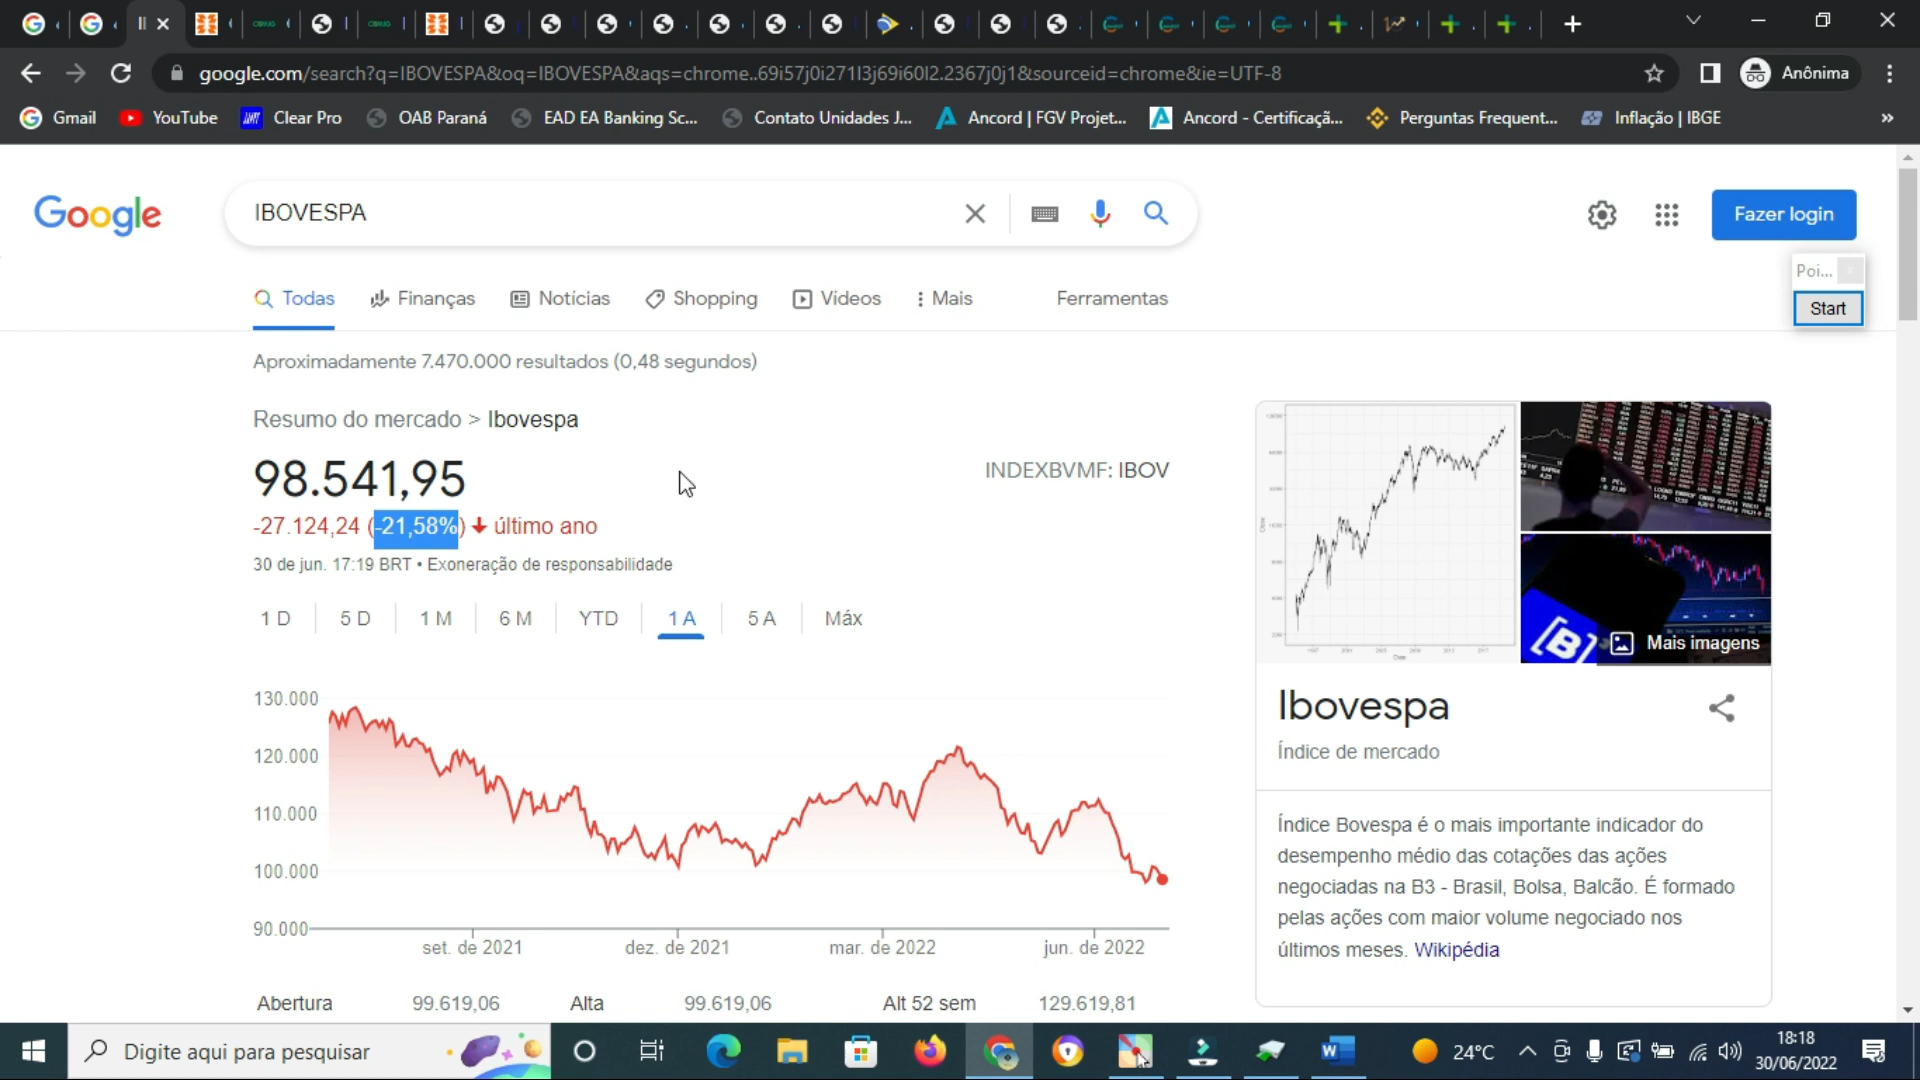 google.com/search?q=IBOVESPA&oq=IBOVESPA&aqs=chrome..69i57j0i271l3j69i60l2.2367j0j1&sourceid=chrome&ie=UTF-8
Anônima
Gmail
YouTube
Clear Pro
OAB Paraná
EAD EA Banking Sc...
Contato Unidades J...
Ancord | FGV Projet...
Ancord - Certificaçã...
Perguntas Frequent...
Inflação | IBGE
»
Google
IBOVESPA
Fazer login
Poi...
Start
Todas
Finanças
Notícias
Shopping
Vídeos
Mais
Ferramentas
Aproximadamente 7.470.000 resultados (0,48 segundos)
Resumo do mercado > Ibovespa
98.541,95
INDEXBVMF: IBOV
-27.124,24 (-21,58%) último ano
30 de jun. 17:19 BRT • Exoneração de responsabilidade
1 D
5 D
1 M
6 M
YTD
1 A
5 A
Máx
130.000
120.000
110.000
100.000
90.000
set. de 2021
dez. de 2021
mar. de 2022
jun. de 2022
Abertura 99.619,06
Alta 99.619,06
Alt 52 sem 129.619,81
[B]
Mais imagens
Ibovespa
Índice de mercado
Índice Bovespa é o mais importante indicador do
desempenho médio das cotações das ações
negociadas na B3 - Brasil, Bolsa, Balcão. É formado
pelas ações com maior volume negociado nos
últimos meses. Wikipédia
Digite aqui para pesquisar
24°C
18:18
30/06/2022